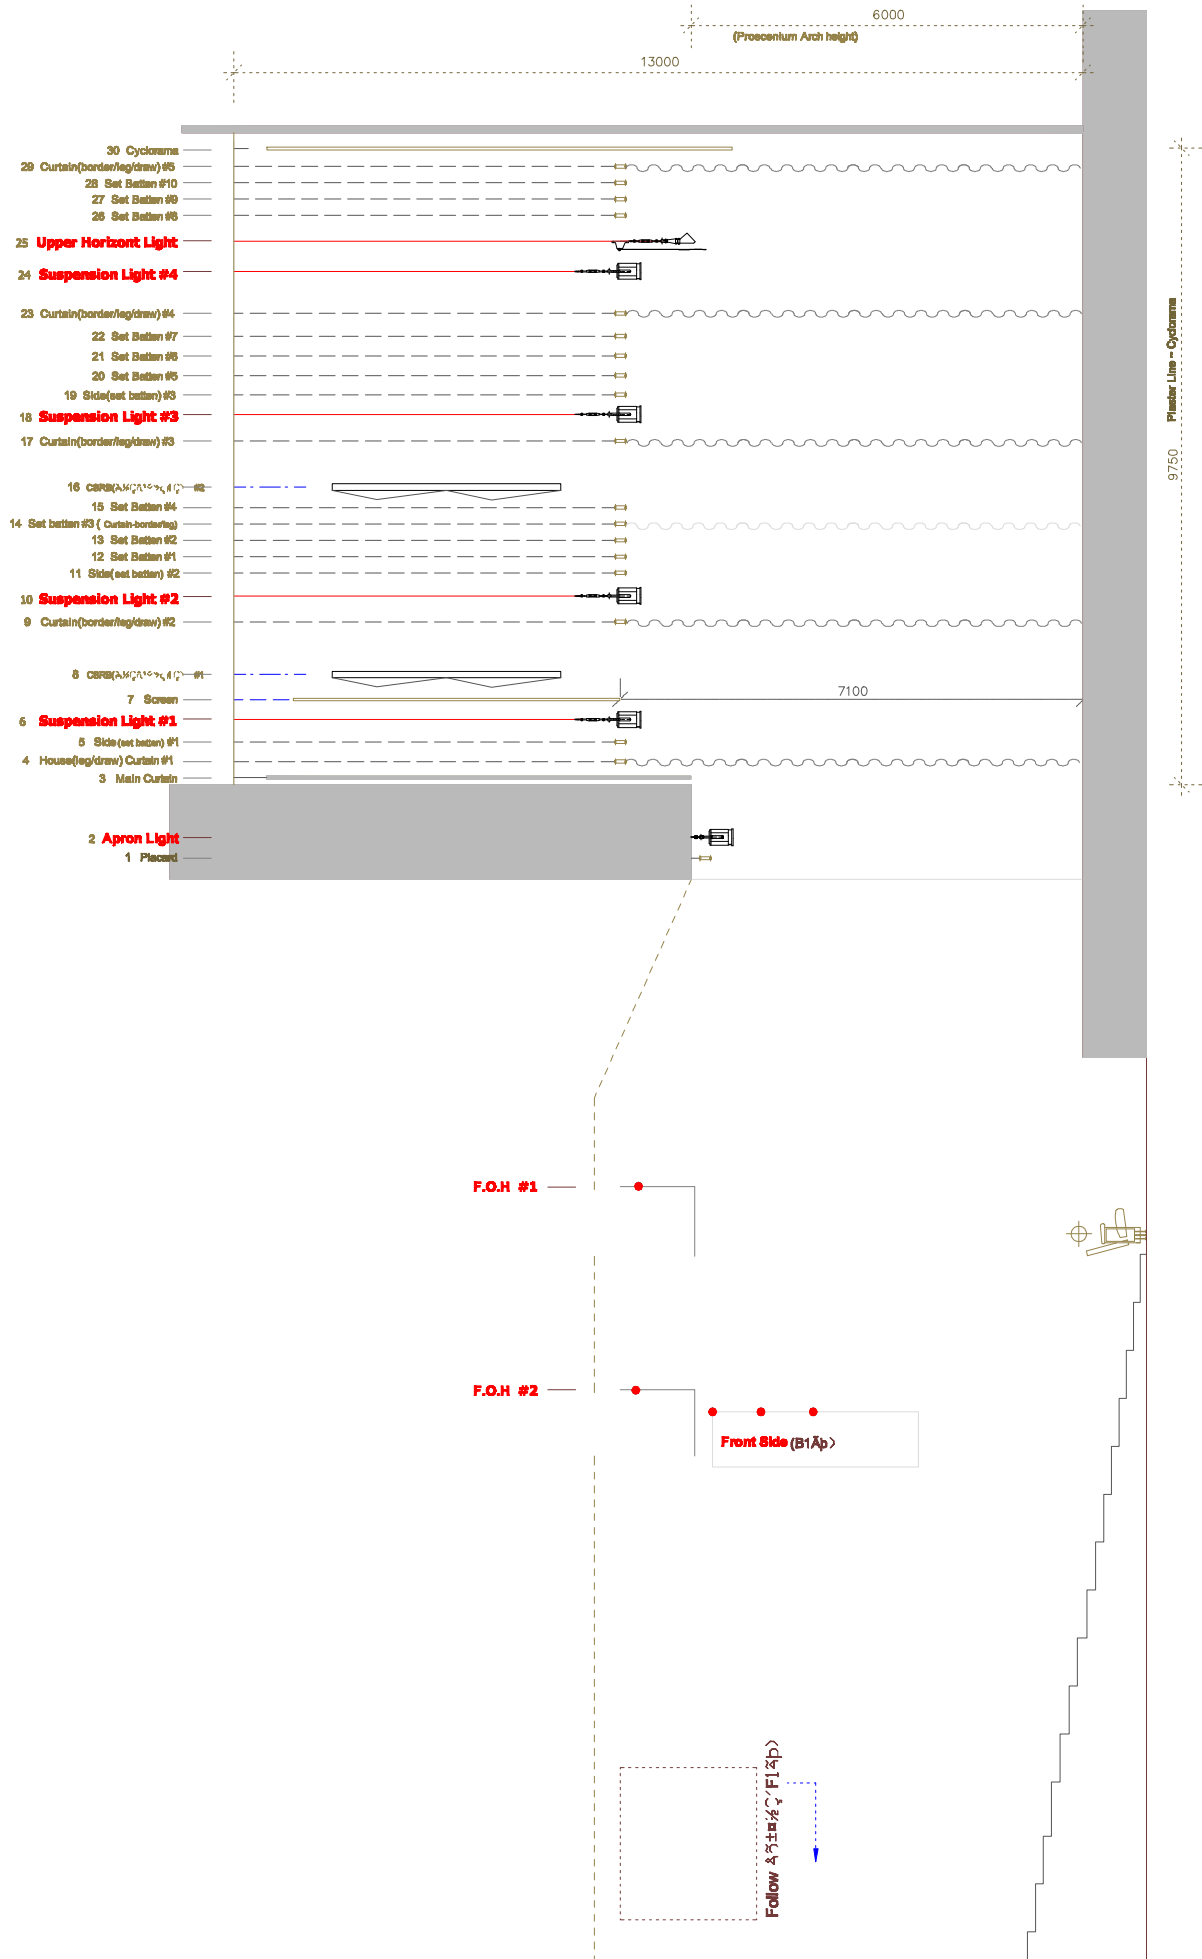 6000
(Proscenium Arch height)
13000
30 Cyclorama
29 Curtain(border/leg/draw) #5
28 Set Batten #10
27 Set Batten #9
26 Set Batten #8
25 Upper Horizont Light
24 Suspension Light #4
23 Curtain(border/leg/draw) #4
22 Set Batten #7
21 Set Batten #6
20 Set Batten #5
19 Side(set batten) #3
18 Suspension Light #3
17 Curtain(border/leg/draw) #3
16 #2
15 Set Batten #4
14 Set batten #3 ( Curtain-border/leg)
13 Set Batten #2
12 Set Batten #1
11 Side(set batten) #2
10 Suspension Light #2
9 Curtain(border/leg/draw) #2
8 #1
7 Screen
6 Suspension Light #1
5 Side(set batten) #1
4 House(leg/draw) Curtain #1
3 Main Curtain
2 Apron Light
1 Placard
7100
Plaster Line - Cyclorama
9750
F.O.H #1
F.O.H #2
Front Side (B1Ãþ)
Follow